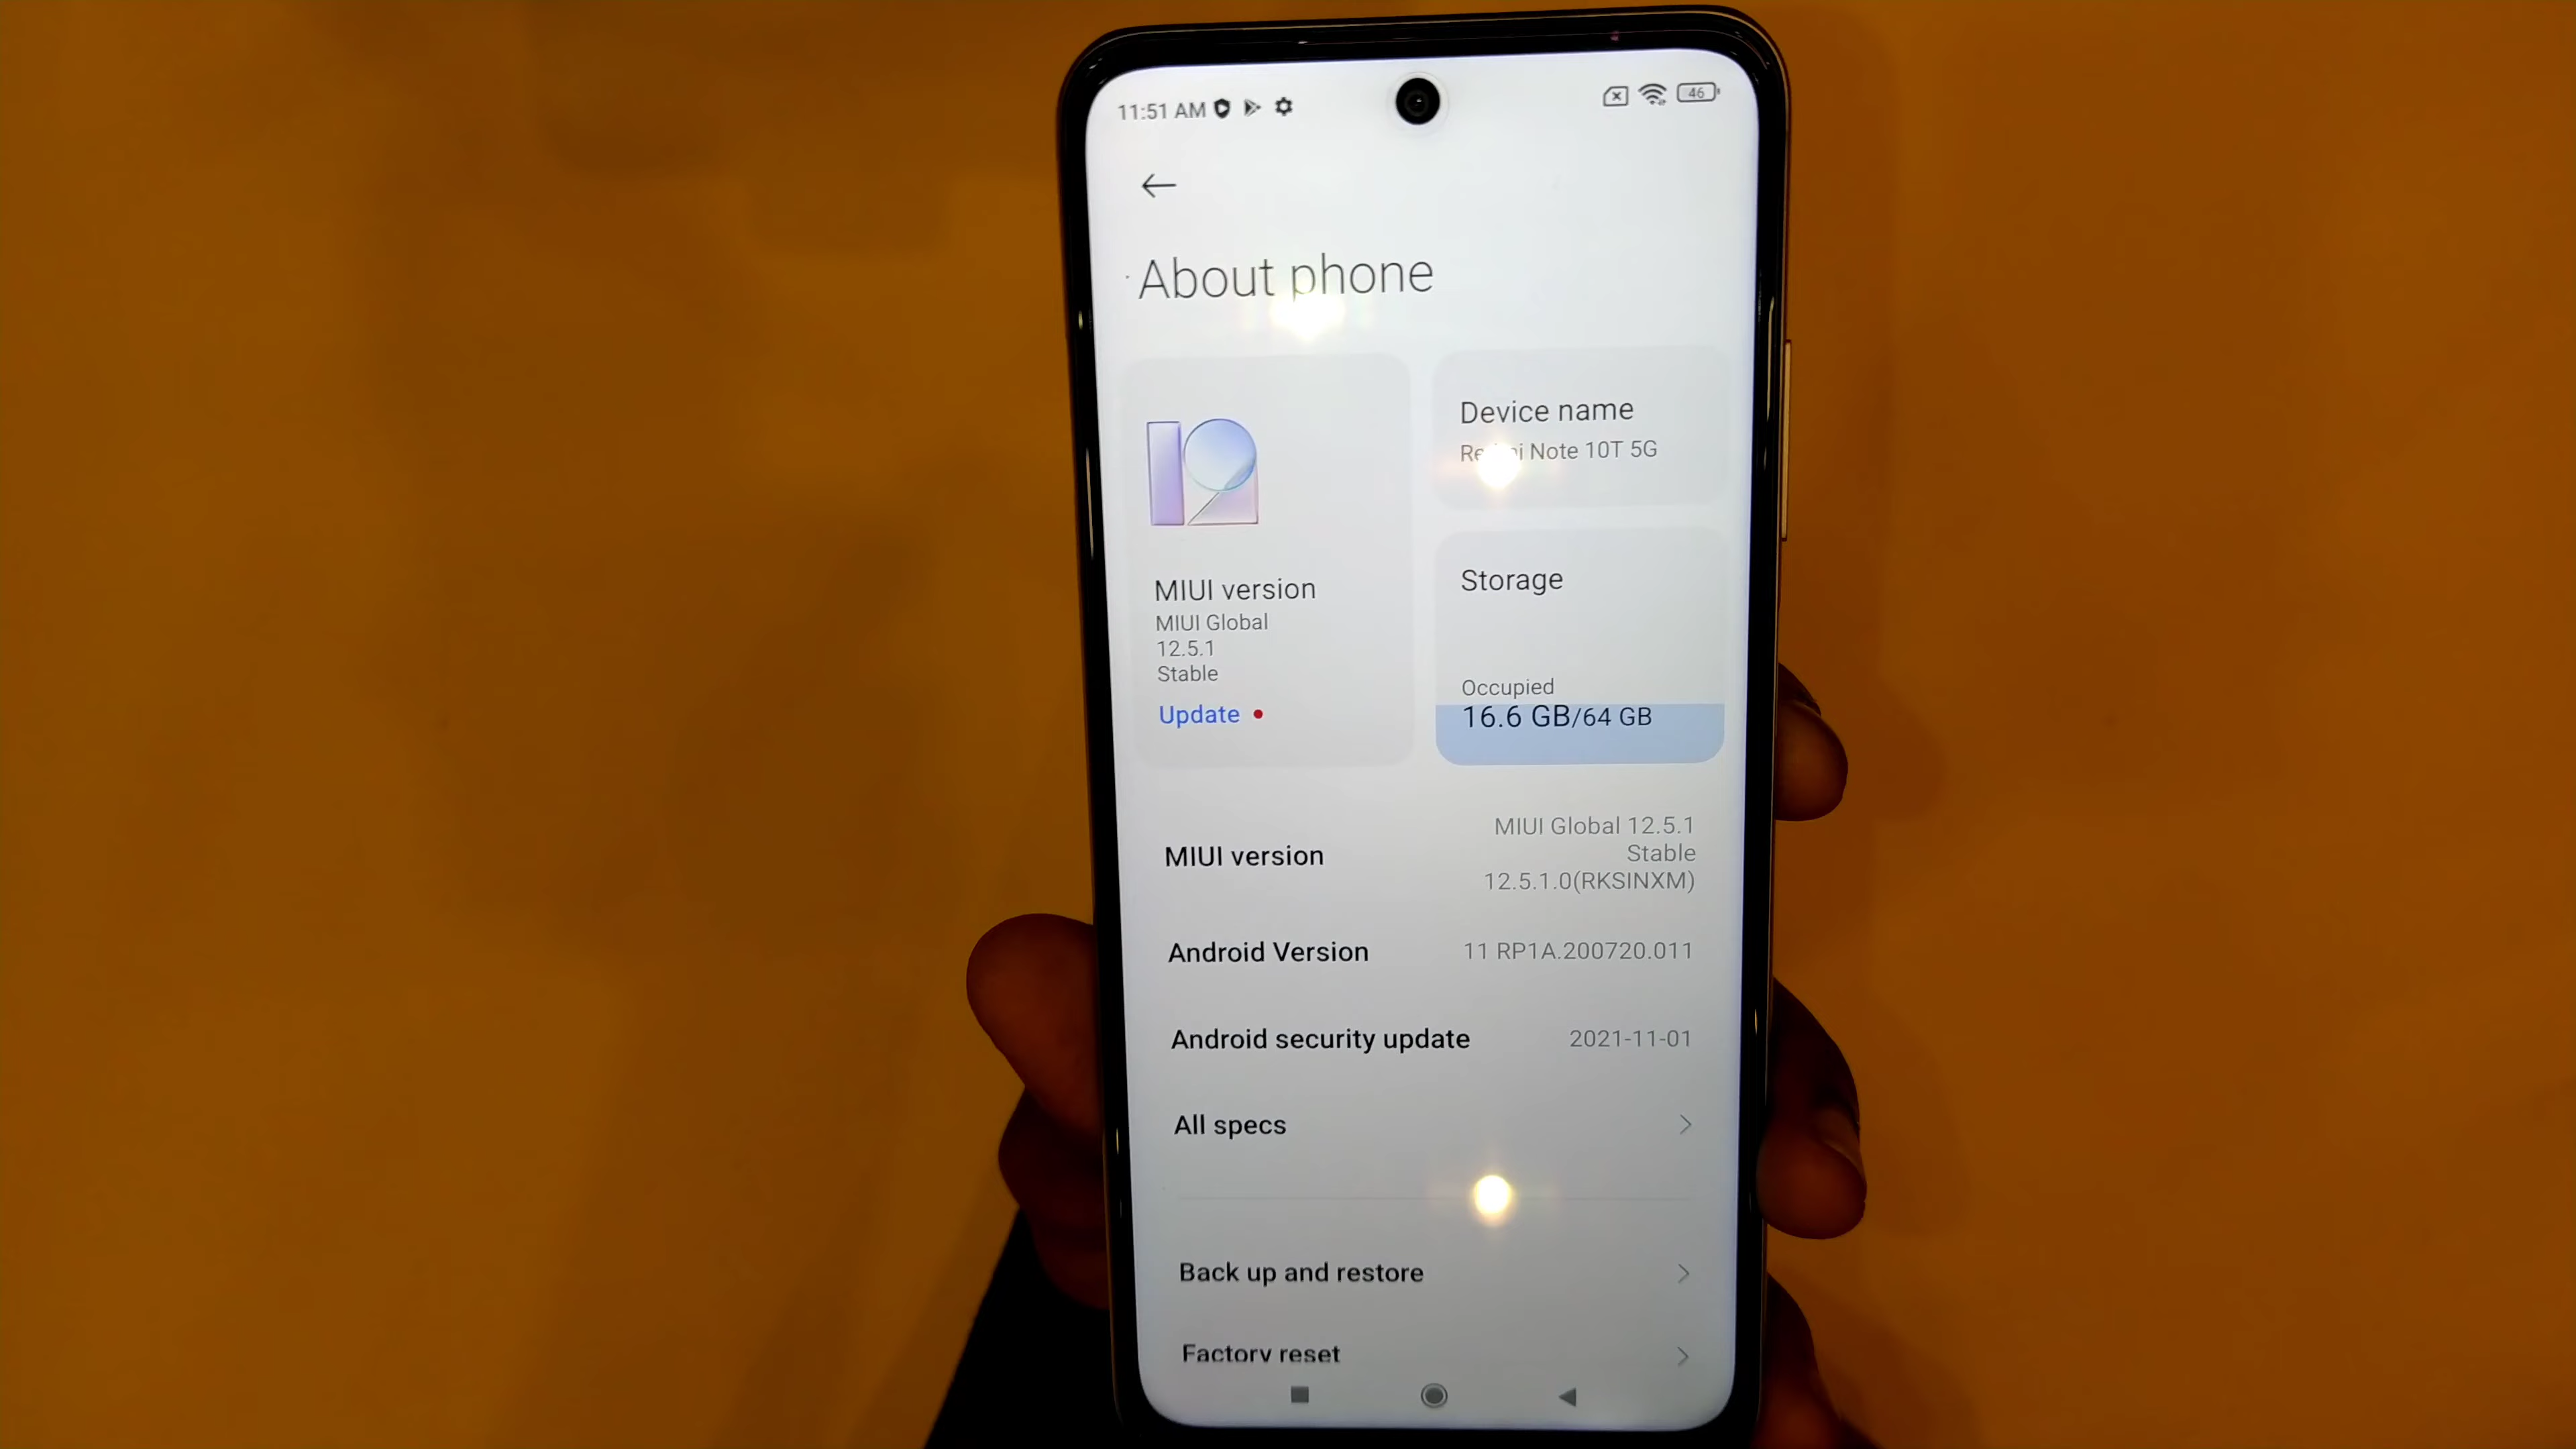 11:51 AM
46
About phone
12
MIUI version
MIUI Global
12.5.1
Stable
Update
Device name
Note 10T 5G
Storage
Occupied
16.6 GB/64 GB
MIUI version
MIUI Global 12.5.1
Stable
12.5.1.0(RKSINXM)
Android Version
11 RP1A.200720.011
Android security update
2021-11-01
All specs
Back up and restore
Factory reset